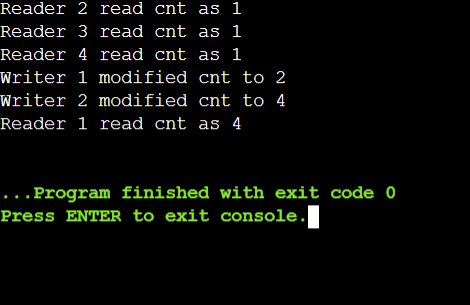 Reader 2 read cnt as 1
Reader 3 read cnt as 1
Reader 4 read cnt as 1
Writer 1 modified cnt to 2
Writer 2 modified cnt to 4
Reader 1 read cnt as 4
...Program finished with exit code 0
Press ENTER to exit console.